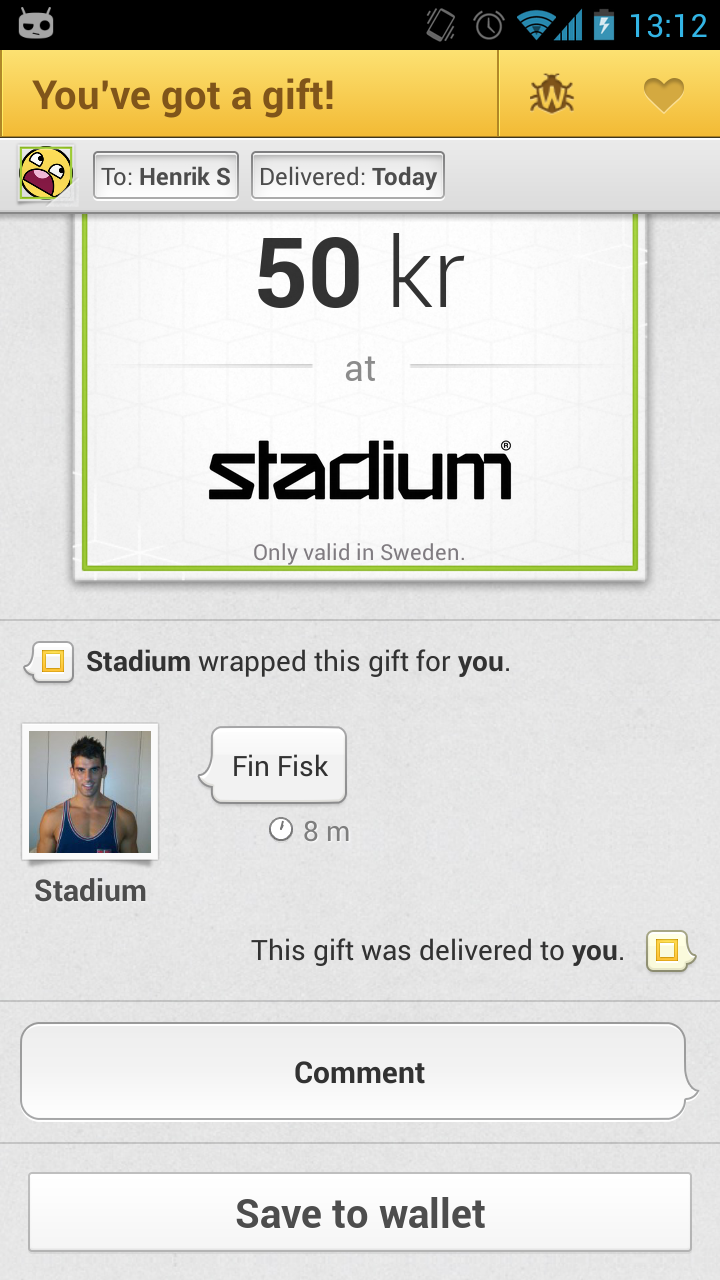 13:12
You've got a gift!
W
To: Henrik S Delivered: Today
50 kr
at
stadium®
Only valid in Sweden.
Stadium wrapped this gift for you.
Fin Fisk
8 m
Stadium
This gift was delivered to you.
Comment
Save to wallet